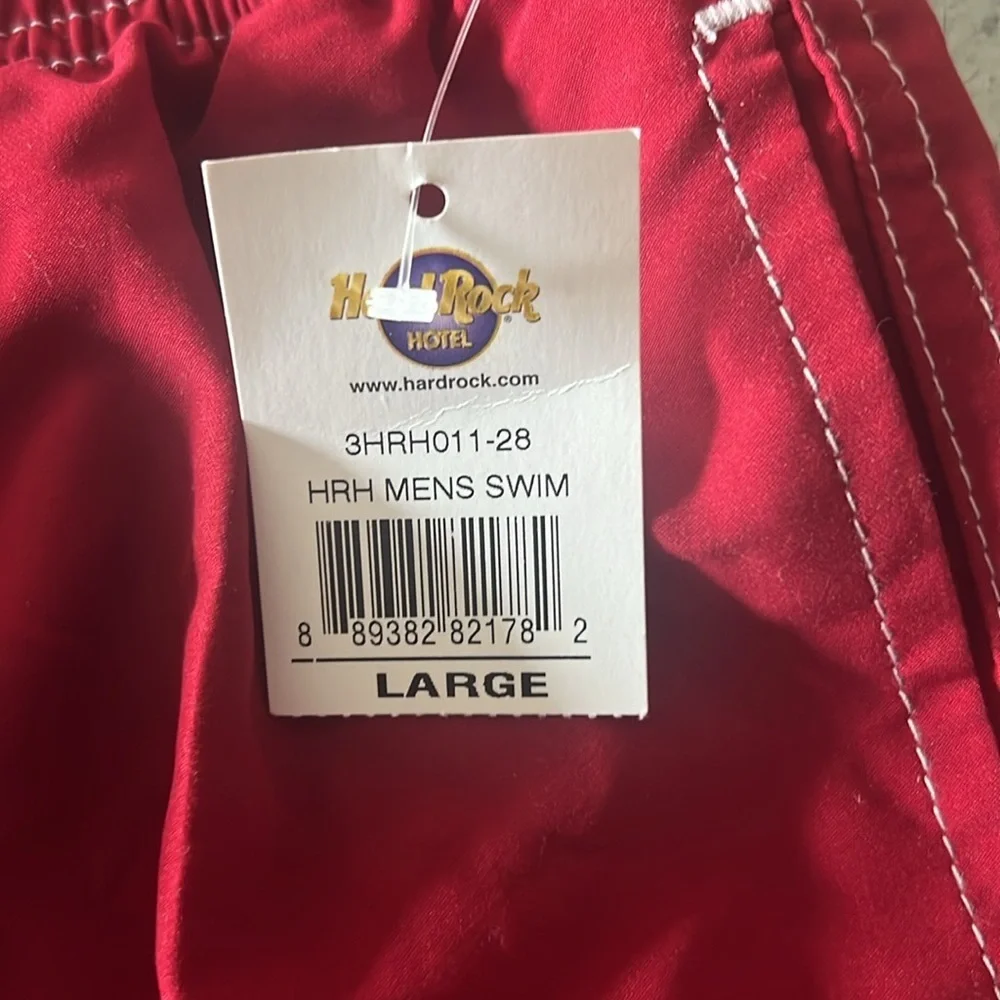 Rock
HOTEL
www.hardrock.com
3HRH011-28
HRH MENS SWIM
8 89382 82178 2
LARGE